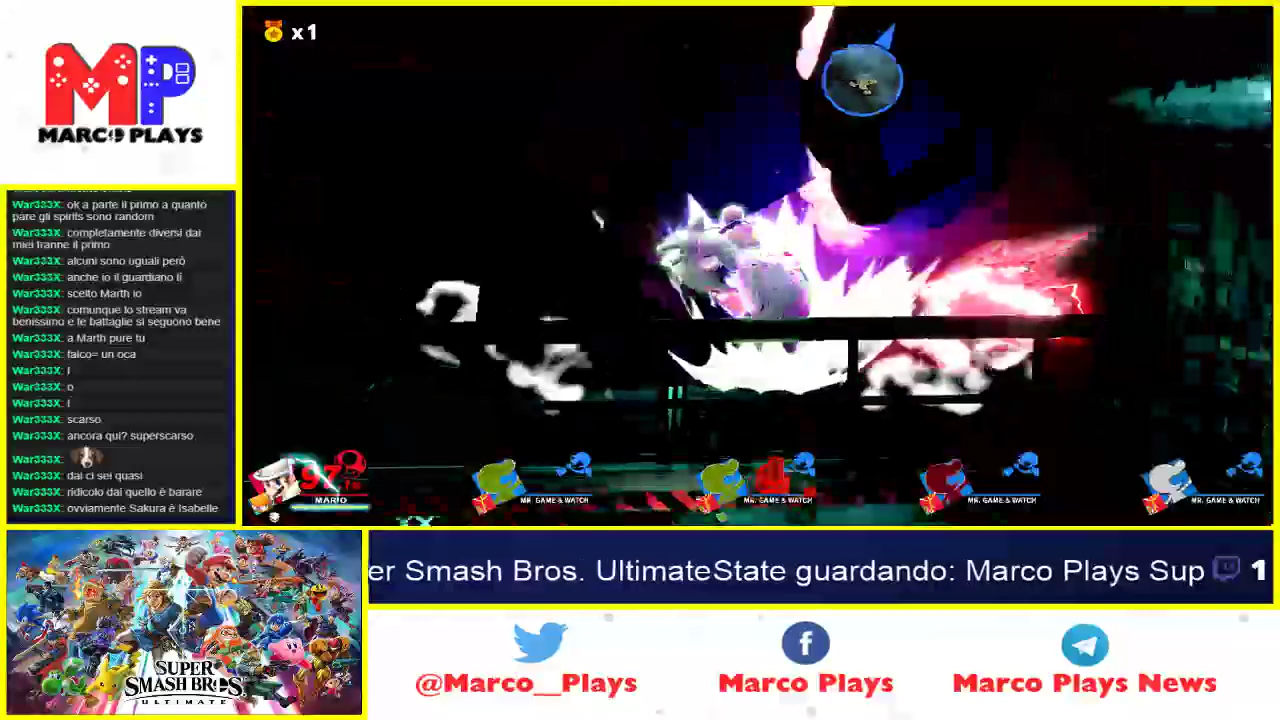 MP
MARCO PLAYS
x1
War333X: ok a parte il primo a quanto
pare gli spirits sono random
War333X: completamente diversi dai
miei tranne il primo
War333X: alcuni sono uguali però
War333X: anche io il guardiano lì
War333X: scelto Marth io
War333X: comunque lo stream va
benissimo e le battaglie si seguono bene
War333X: a Marth pure tu
War333X: falco= un oca
War333X: l
War333X: o
War333X: l
War333X: scarso
War333X: ancora qui? superscarso
War333X:
War333X: dai ci sei quasi
War333X: ridicolo dai quello è barare
War333X: ovviamente Sakura è Isabelle
MARIO
MR. GAME & WATCH
MR. GAME & WATCH
MR. GAME & WATCH
MR. GAME & WATCH
er Smash Bros. UltimateState guardando: Marco Plays Sup
1
SUPER
SMASH BROS
ULTIMATE
@Marco__Plays
Marco Plays
Marco Plays News